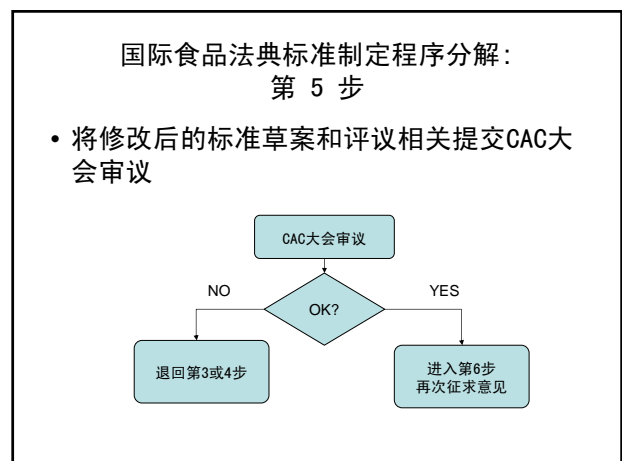 国际食品法典标准制定程序分解:
第 5 步
• 将修改后的标准草案和评议相关提交CAC大
会审议
CAC大会审议
NO
OK?
YES
退回第3或4步
进入第6步
再次征求意见